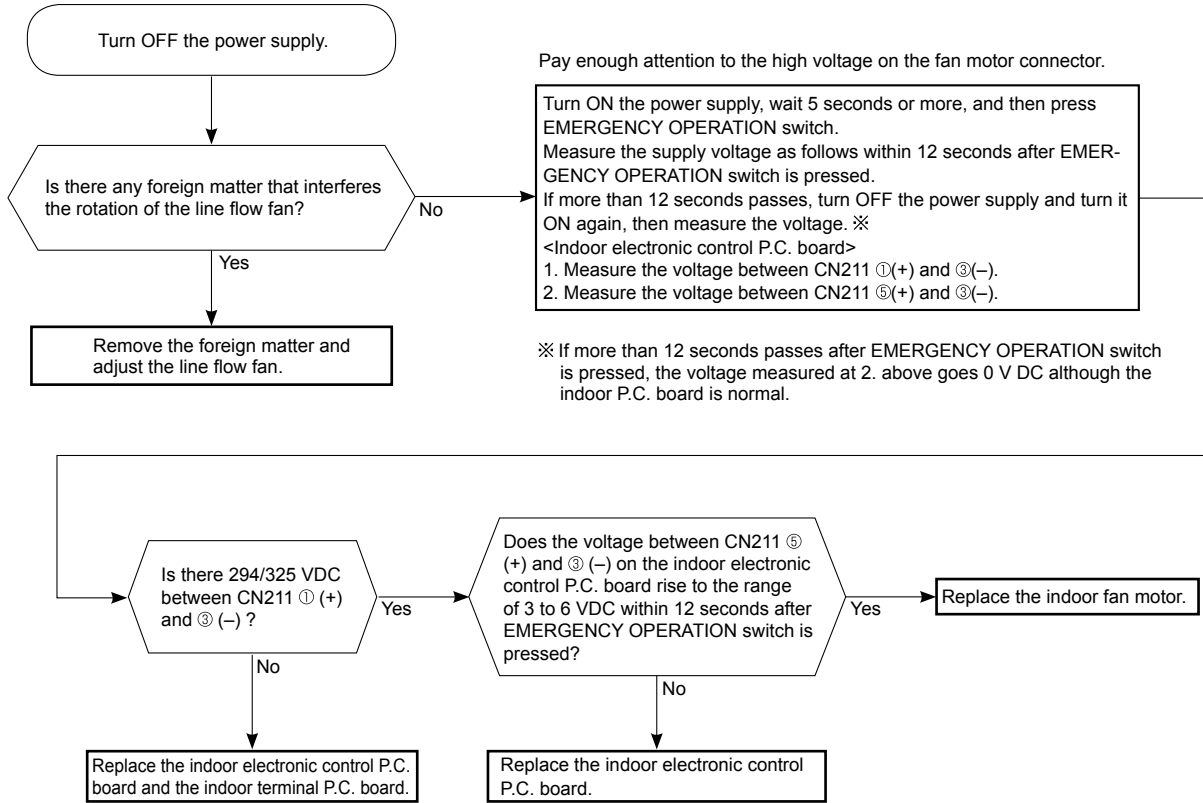 Turn OFF the power supply.
Is there any foreign matter that interferes
the rotation of the line flow fan?
No
Yes
Remove the foreign matter and
adjust the line flow fan.
Pay enough attention to the high voltage on the fan motor connector.
Turn ON the power supply, wait 5 seconds or more, and then press
EMERGENCY OPERATION switch.
Measure the supply voltage as follows within 12 seconds after EMER-
GENCY OPERATION switch is pressed.
If more than 12 seconds passes, turn OFF the power supply and turn it
ON again, then measure the voltage. ※
<Indoor electronic control P.C. board>
1. Measure the voltage between CN211 ①(+) and ③(–).
2. Measure the voltage between CN211 ⑤(+) and ③(–).
※ If more than 12 seconds passes after EMERGENCY OPERATION switch
is pressed, the voltage measured at 2. above goes 0 V DC although the
indoor P.C. board is normal.
Is there 294/325 VDC
between CN211 ① (+)
and ③ (–) ?
Yes
No
Replace the indoor electronic control P.C.
board and the indoor terminal P.C. board.
Does the voltage between CN211 ⑤
(+) and ③ (–) on the indoor electronic
control P.C. board rise to the range
of 3 to 6 VDC within 12 seconds after
EMERGENCY OPERATION switch is
pressed?
Yes
No
Replace the indoor electronic control
P.C. board.
Replace the indoor fan motor.